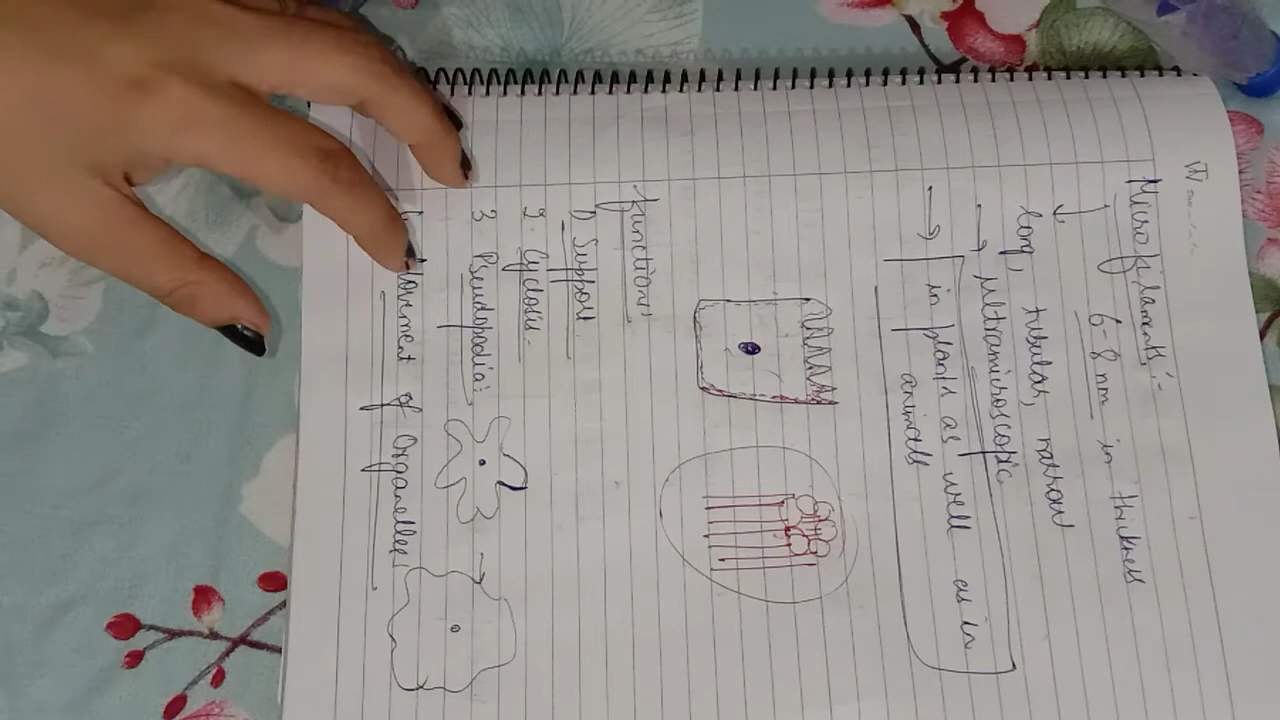 Microfilaments:-
6-8 nm in thickness
long, tubular, narrow
→ ultramicroscopic
→ in plants as well as in
animals
functions
1) Support
2. Cyclosis.
3 Pseudopodia:
Movement of Organelles